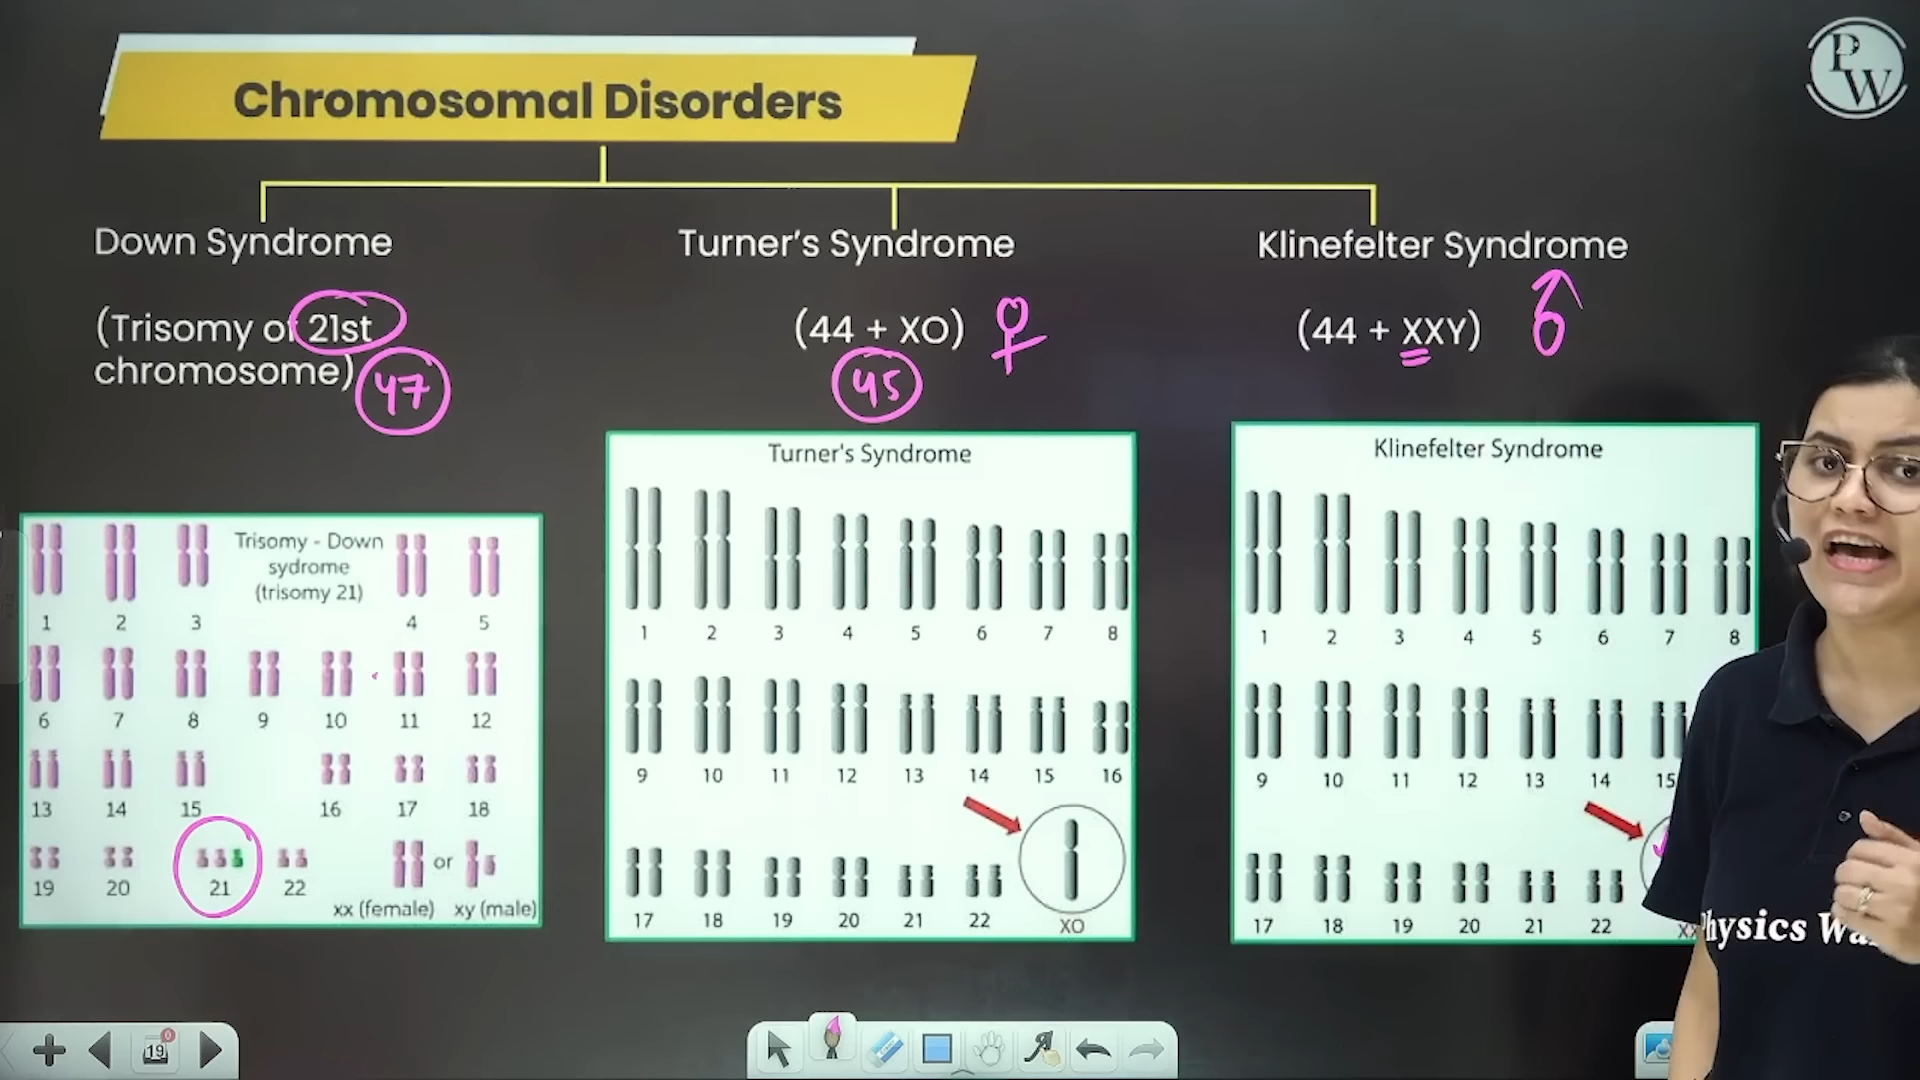 PW
Chromosomal Disorders
Down Syndrome
(Trisomy of 21st
chromosome)
47
Turner's Syndrome
(44 + XO) ♀
45
Klinefelter Syndrome
(44 + XXY) ♂
Trisomy - Down
sydrome
(trisomy 21)
1 2 3 4 5
6 7 8 9 10 11 12
13 14 15 16 17 18
19 20 21 22 or
xx (female) xy (male)
Turner's Syndrome
1 2 3 4 5 6 7 8
9 10 11 12 13 14 15 16
17 18 19 20 21 22 XO
Klinefelter Syndrome
1 2 3 4 5 6 7 8
9 10 11 12 13 14 15
17 18 19 20 21 22
Physics
19
0